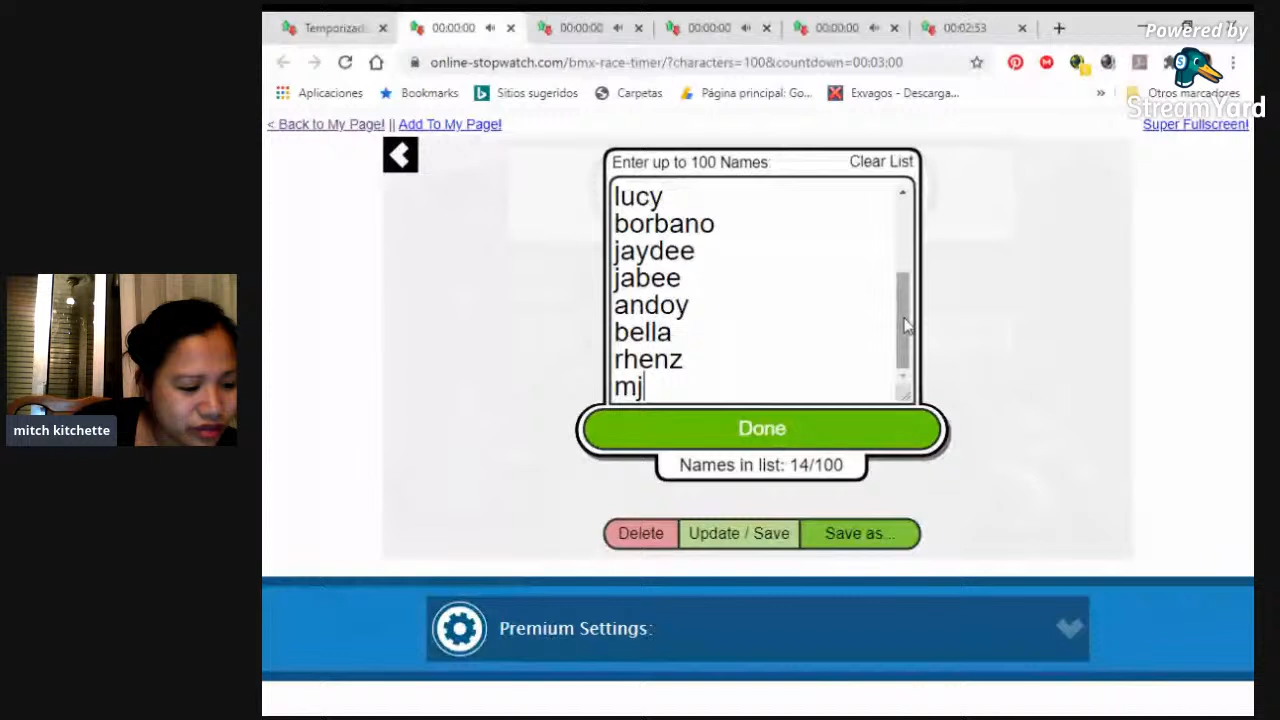 Temporizad
00:00:00
00:00:00
00:00:00
00:00:00
00:02:53
Powered by
StreamYard
online-stopwatch.com/bmx-race-timer/?characters=100&countdown=00:03:00
Aplicaciones
Bookmarks
Sitios sugeridos
Carpetas
Página principal: Go...
Exvagos - Descarga...
»
Otros marcadores
< Back to My Page! || Add To My Page!
Super Fullscreen!
Enter up to 100 Names:
Clear List
lucy
borbano
jaydee
jabee
andoy
bella
rhenz
mj
Done
Names in list: 14/100
Delete
Update / Save
Save as...
mitch kitchette
Premium Settings: